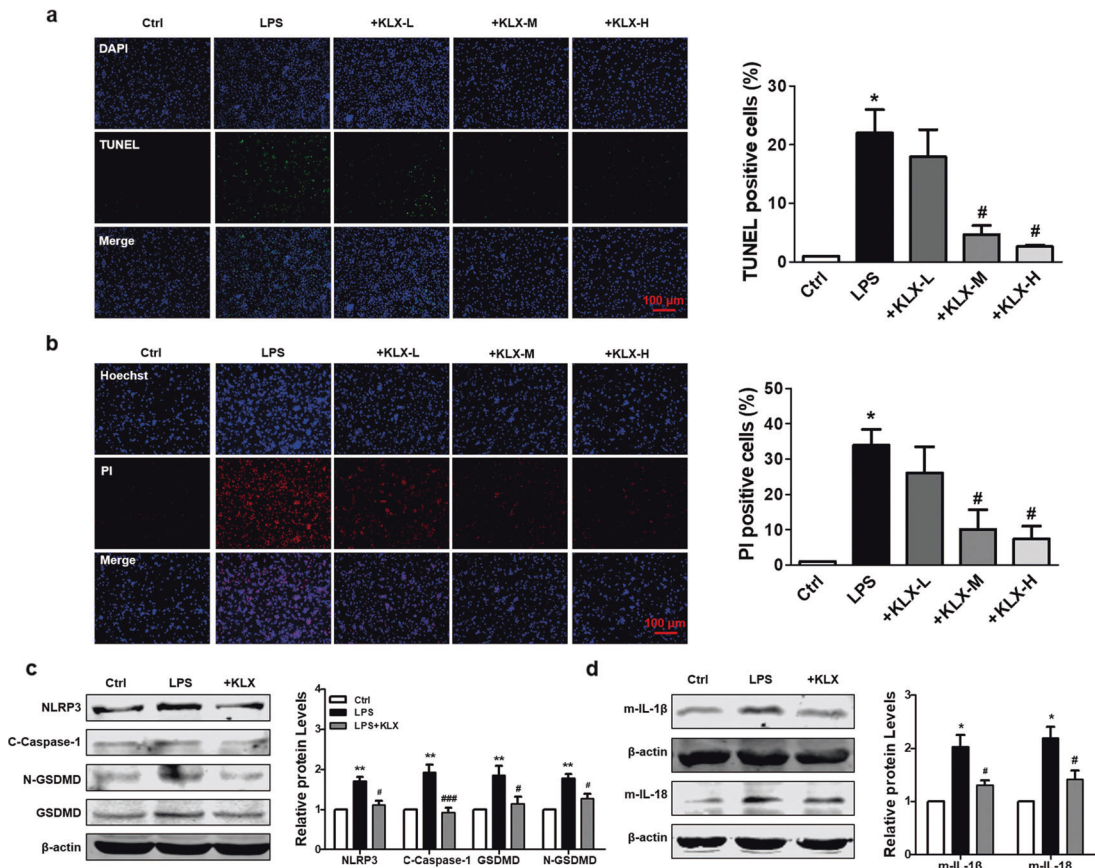 a
Ctrl LPS +KLX-L +KLX-M +KLX-H
DAPI
TUNEL
Merge
100 μm
TUNEL positive cells (%)
30
20
10
0
*
#
#
Ctrl
LPS
+KLX-L
+KLX-M
+KLX-H
b
Ctrl LPS +KLX-L +KLX-M +KLX-H
Hoechst
PI
Merge
100 μm
PI positive cells (%)
50
40
30
20
10
0
*
#
#
Ctrl
LPS
+KLX-L
+KLX-M
+KLX-H
c
Ctrl LPS +KLX
NLRP3
C-Caspase-1
N-GSDMD
GSDMD
β-actin
Relative protein Levels
4
3
2
1
0
Ctrl
LPS
LPS+KLX
** ** ** **
# ### # #
NLRP3 C-Caspase-1 GSDMD N-GSDMD
d
Ctrl LPS +KLX
m-IL-1β
β-actin
m-IL-18
β-actin
Relative protein Levels
3
2
1
0
* *
# #
m-IL-1β m-IL-18